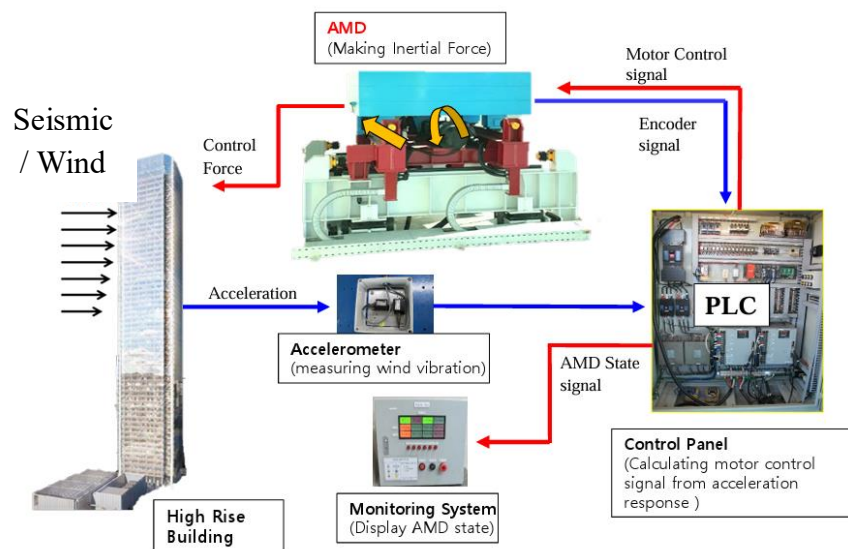 AMD
(Making Inertial Force)
Motor Control
signal
Seismic
/ Wind
Control
Force
Encoder
signal
Acceleration
PLC
Accelerometer
(measuring wind vibration)
AMD State
signal
Control Panel
(Calculating motor control
signal from acceleration
response )
Monitoring System
(Display AMD state)
High Rise
Building